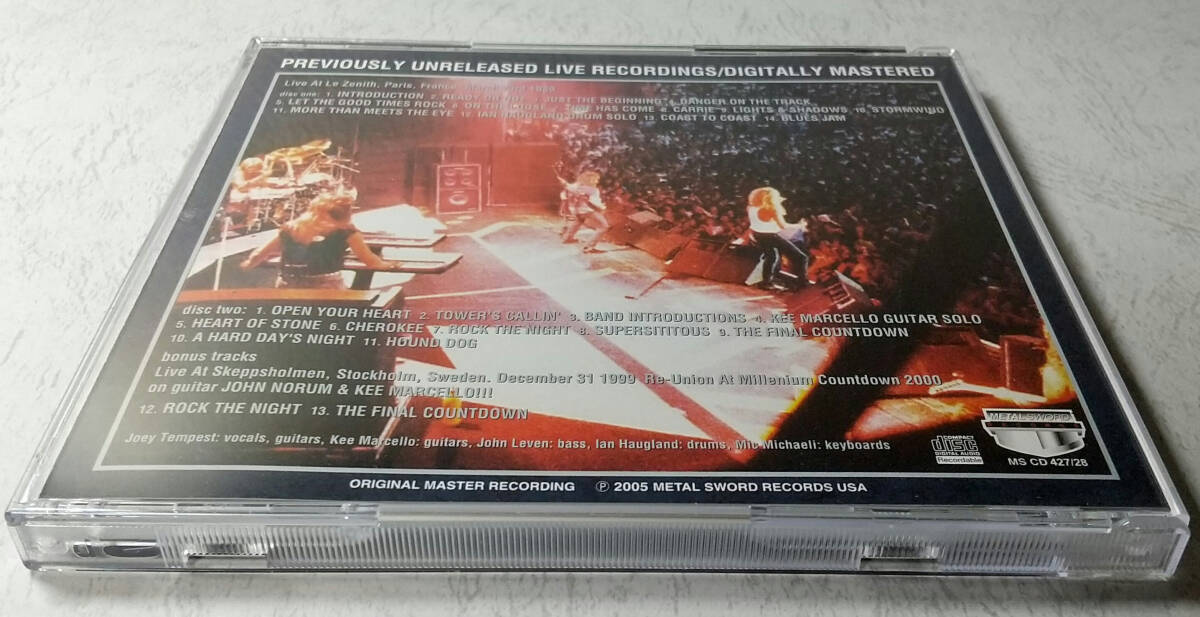 PREVIOUSLY UNRELEASED LIVE RECORDINGS/DIGITALLY MASTERED
Live At Le Zenith, Paris, France
disc one: 1. INTRODUCTION 2. READY OR NOT 3. JUST THE BEGINNING 4. DANGER ON THE TRACK
5. LET THE GOOD TIMES ROCK 6. ON THE LOOSE 7. TIME HAS COME 8. CARRIE 9. LIGHTS & SHADOWS 10. STORMWIND
11. MORE THAN MEETS THE EYE 12. IAN HAUGLAND DRUM SOLO 13. COAST TO COAST 14. BLUES JAM
disc two: 1. OPEN YOUR HEART 2. TOWER'S CALLIN' 3. BAND INTRODUCTIONS 4. KEE MARCELLO GUITAR SOLO
5. HEART OF STONE 6. CHEROKEE 7. ROCK THE NIGHT 8. SUPERSITITOUS 9. THE FINAL COUNTDOWN
10. A HARD DAY'S NIGHT 11. HOUND DOG
bonus tracks
Live At Skeppsholmen, Stockholm, Sweden. December 31 1999 Re-Union At Millenium Countdown 2000
on guitar JOHN NORUM & KEE MARCELLO!!!
12. ROCK THE NIGHT 13. THE FINAL COUNTDOWN
Joey Tempest: vocals, guitars, Kee Marcello: guitars, John Leven: bass, Ian Haugland: drums, Mic Michaeli: keyboards
COMPACT
disc
DIGITAL AUDIO
Recordable
METAL SWORD
MS CD 427/28
ORIGINAL MASTER RECORDING ℗ 2005 METAL SWORD RECORDS USA